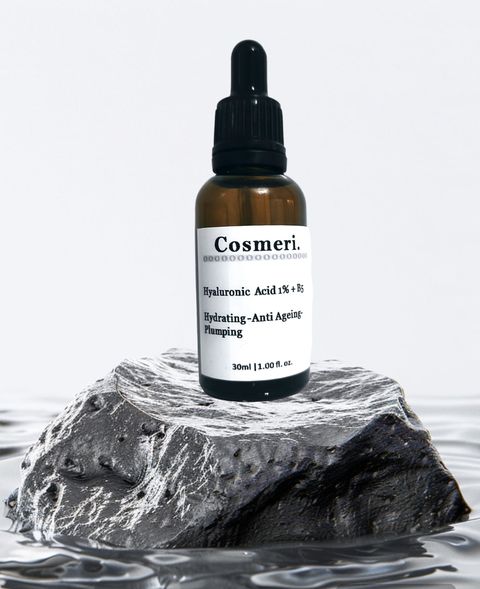 Cosmeri.
Hyaluronic Acid 1% + B5
Hydrating-Anti Ageing-
Plumping
30ml | 1.00 fl. oz.